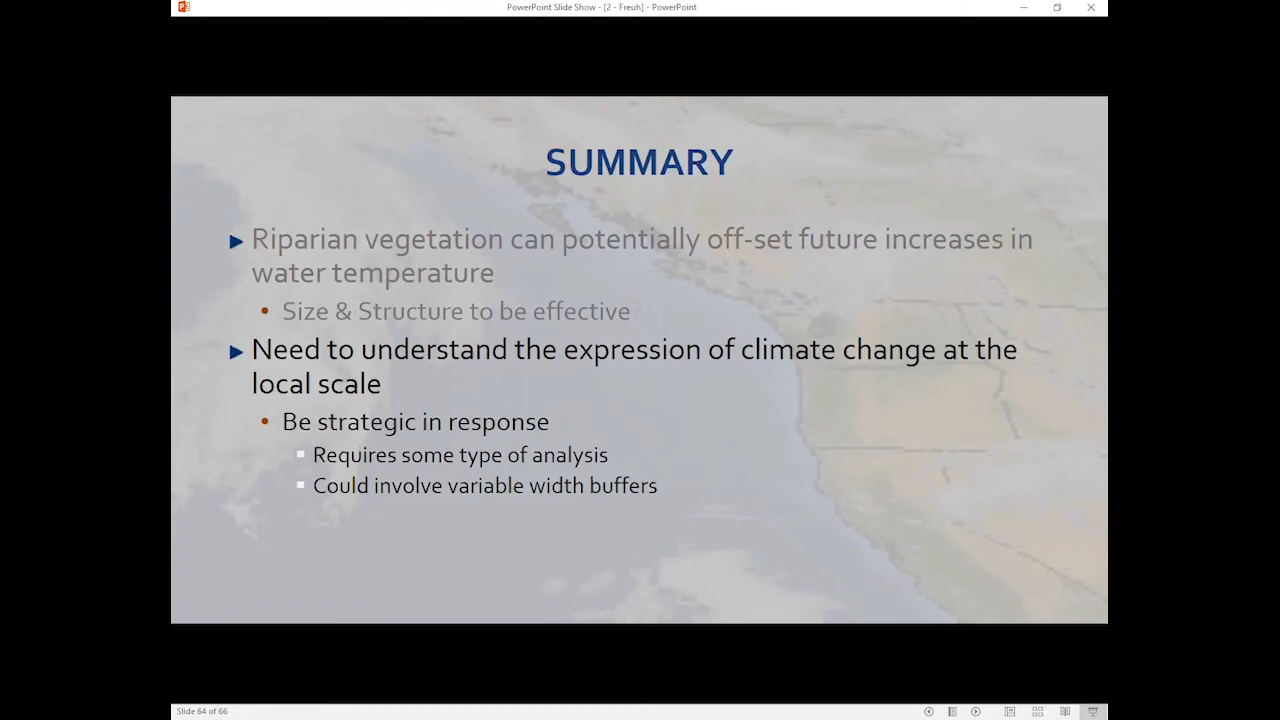 PowerPoint Slide Show - [2 - Freuh] - PowerPoint
SUMMARY
Riparian vegetation can potentially off-set future increases in
water temperature
Size & Structure to be effective
Need to understand the expression of climate change at the
local scale
Be strategic in response
Requires some type of analysis
Could involve variable width buffers
Slide 64 of 66